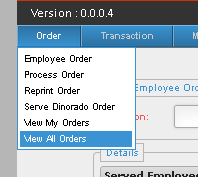 Version : 0.0.0.4
Order Transaction M
Employee Order
Process Order
Reprint Order
Serve Dinorado Order
View My Orders
View All Orders
Employee Order
on:
Details
Served Employee